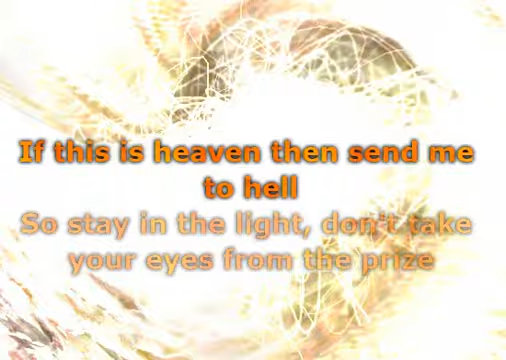 If this is heaven then send me
to hell
So stay in the light, don't take
your eyes from the prize